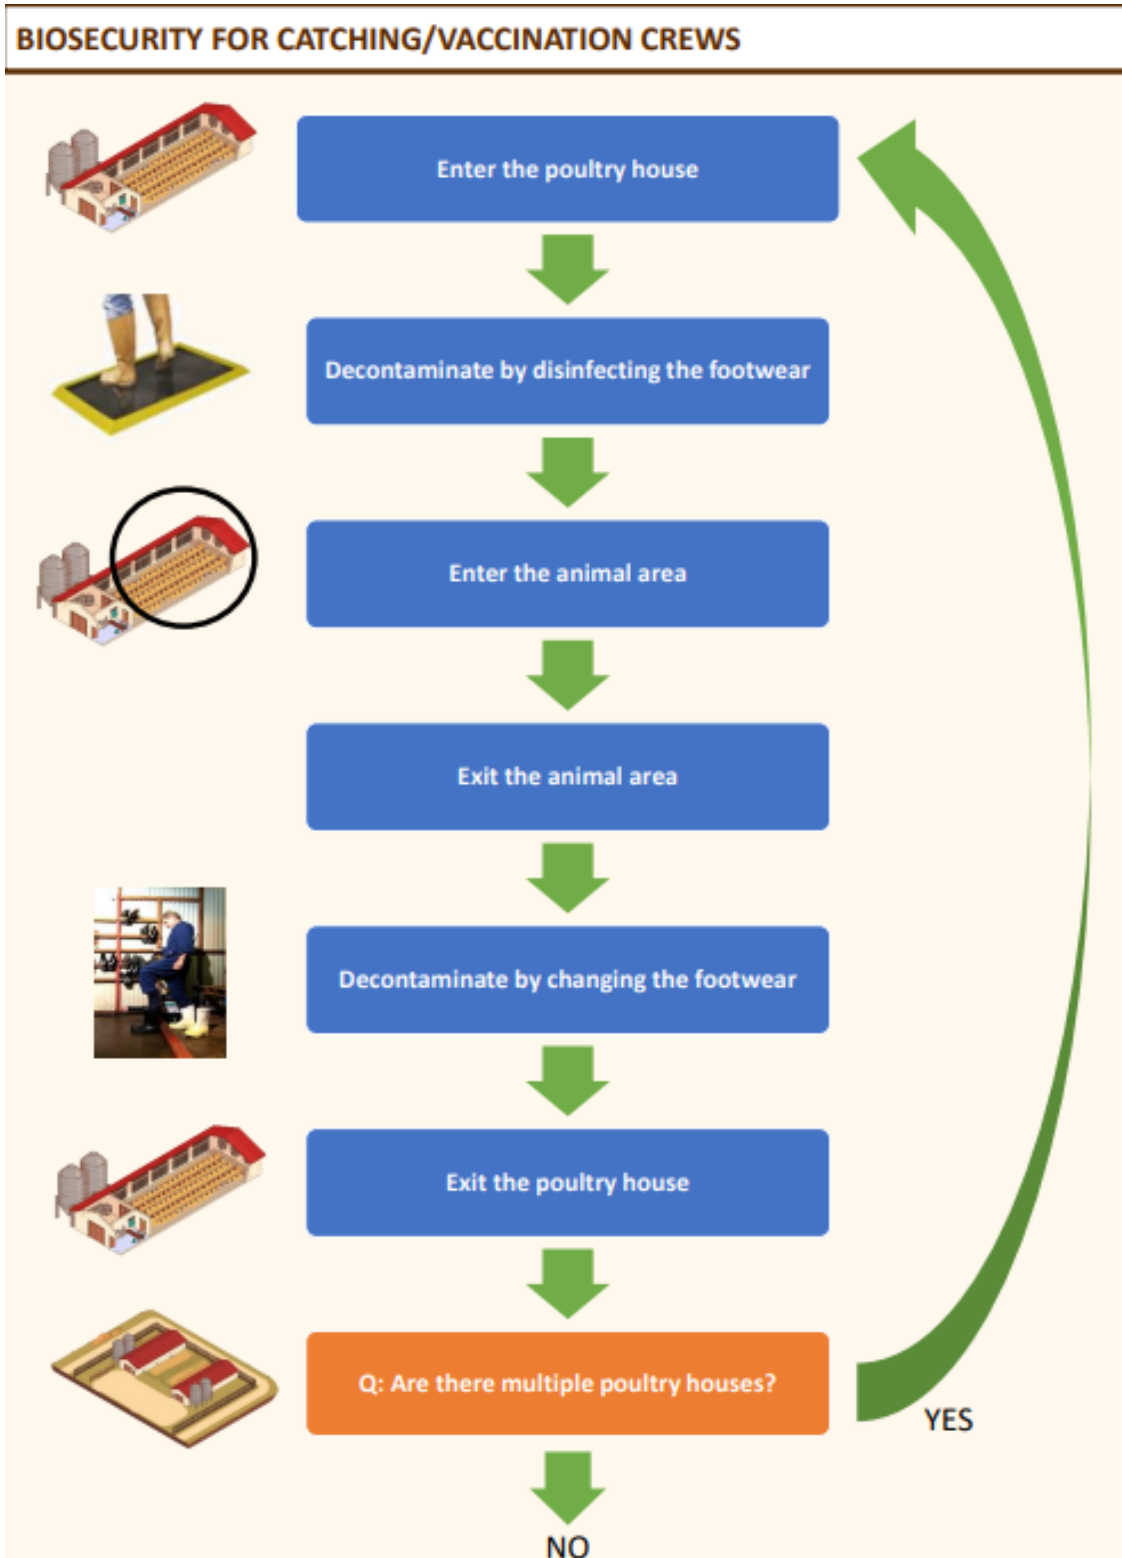 BIOSECURITY FOR CATCHING/VACCINATION CREWS
Enter the poultry house
Decontaminate by disinfecting the footwear
Enter the animal area
Exit the animal area
Decontaminate by changing the footwear
Exit the poultry house
Q: Are there multiple poultry houses?
YES
NO